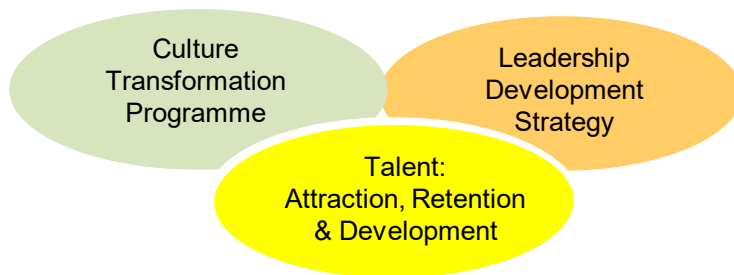 Culture
Transformation
Programme
Leadership
Development
Strategy
Talent:
Attraction, Retention
& Development